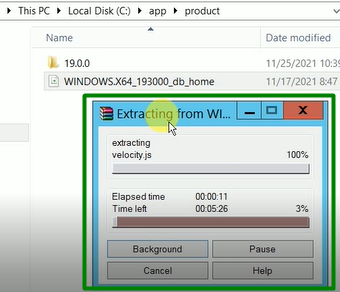 This PC ▸ Local Disk (C:) ▸ app ▸ product
Name
Date modified
19.0.0
11/25/2021 10:39
WINDOWS.X64_193000_db_home
11/17/2021 8:47
Extracting from WI...
extracting
velocity.js
100%
Elapsed time
00:00:11
Time left
00:05:26
3%
Background
Pause
Cancel
Help